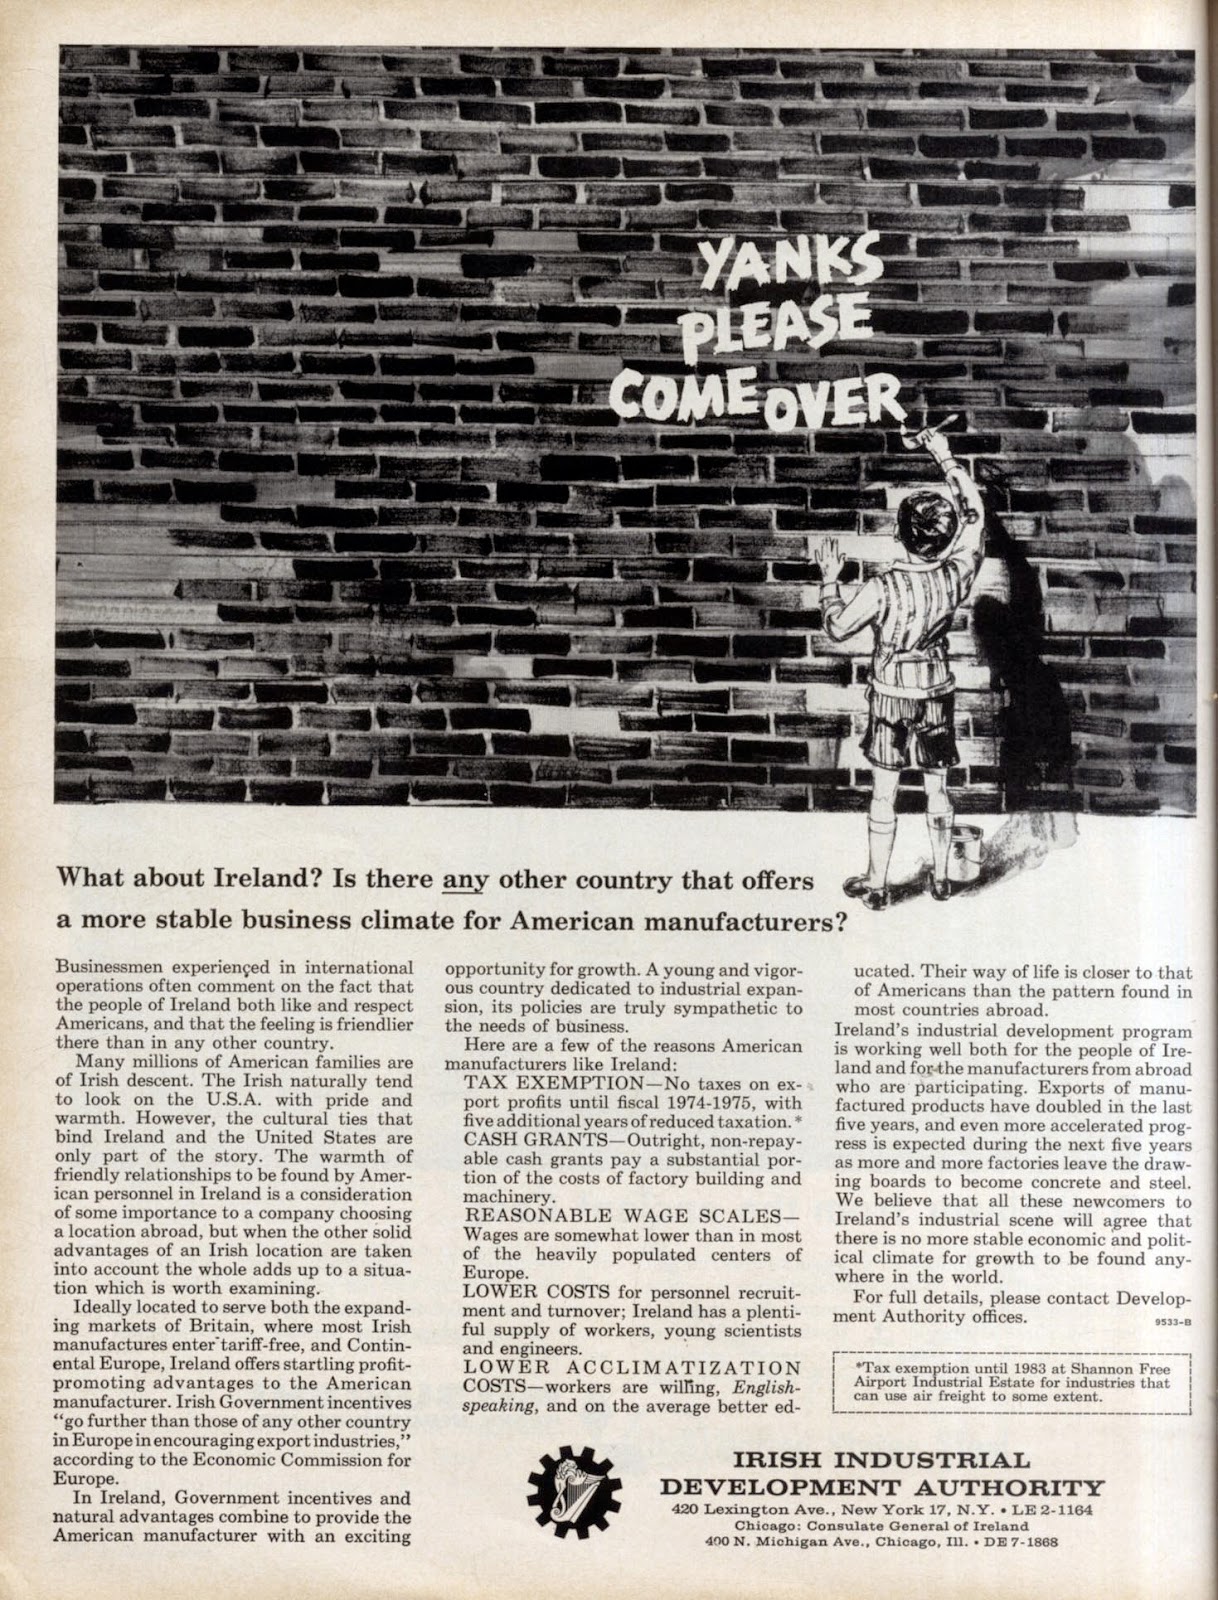 YANKS
PLEASE
COME OVER
What about Ireland? Is there any other country that offers
a more stable business climate for American manufacturers?
Businessmen experienced in international
operations often comment on the fact that
the people of Ireland both like and respect
Americans, and that the feeling is friendlier
there than in any other country.
Many millions of American families are
of Irish descent. The Irish naturally tend
to look on the U.S.A. with pride and
warmth. However, the cultural ties that
bind Ireland and the United States are
only part of the story. The warmth of
friendly relationships to be found by Amer-
ican personnel in Ireland is a consideration
of some importance to a company choosing
a location abroad, but when the other solid
advantages of an Irish location are taken
into account the whole adds up to a situa-
tion which is worth examining.
Ideally located to serve both the expand-
ing markets of Britain, where most Irish
manufactures enter tariff-free, and Contin-
ental Europe, Ireland offers startling profit-
promoting advantages to the American
manufacturer. Irish Government incentives
"go further than those of any other country
in Europe in encouraging export industries,"
according to the Economic Commission for
Europe.
In Ireland, Government incentives and
natural advantages combine to provide the
American manufacturer with an exciting
opportunity for growth. A young and vigor-
ous country dedicated to industrial expan-
sion, its policies are truly sympathetic to
the needs of business.
Here are a few of the reasons American
manufacturers like Ireland:
TAX EXEMPTION—No taxes on ex-
port profits until fiscal 1974-1975, with
five additional years of reduced taxation.*
CASH GRANTS—Outright, non-repay-
able cash grants pay a substantial por-
tion of the costs of factory building and
machinery.
REASONABLE WAGE SCALES—
Wages are somewhat lower than in most
of the heavily populated centers of
Europe.
LOWER COSTS for personnel recruit-
ment and turnover; Ireland has a plenti-
ful supply of workers, young scientists
and engineers.
LOWER ACCLIMATIZATION
COSTS—workers are willing, English-
speaking, and on the average better ed-
ucated. Their way of life is closer to that
of Americans than the pattern found in
most countries abroad.
Ireland's industrial development program
is working well both for the people of Ire-
land and for the manufacturers from abroad
who are participating. Exports of manu-
factured products have doubled in the last
five years, and even more accelerated prog-
ress is expected during the next five years
as more and more factories leave the draw-
ing boards to become concrete and steel.
We believe that all these newcomers to
Ireland's industrial scene will agree that
there is no more stable economic and polit-
ical climate for growth to be found any-
where in the world.
For full details, please contact Develop-
ment Authority offices.
9533-B
*Tax exemption until 1983 at Shannon Free
Airport Industrial Estate for industries that
can use air freight to some extent.
IRISH INDUSTRIAL
DEVELOPMENT AUTHORITY
420 Lexington Ave., New York 17, N.Y. • LE 2-1164
Chicago: Consulate General of Ireland
400 N. Michigan Ave., Chicago, Ill. • DE 7-1868